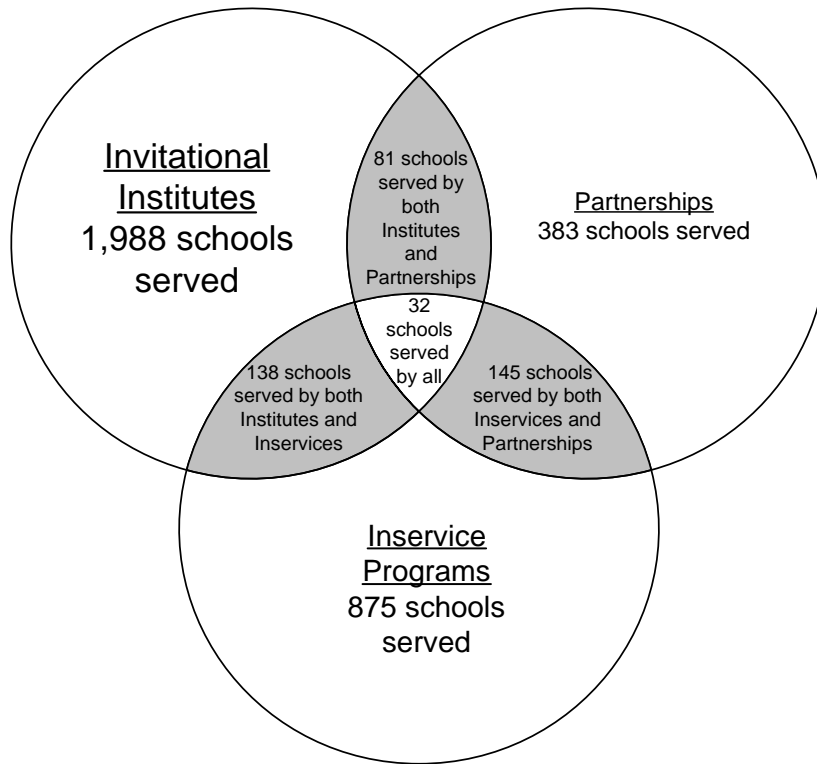 Invitational
Institutes
1,988 schools
served
81 schools
served by
both
Institutes
and
Partnerships
Partnerships
383 schools served
32
schools
served
by all
138 schools
served by both
Institutes and
Inservices
145 schools
served by both
Inservices and
Partnerships
Inservice
Programs
875 schools
served